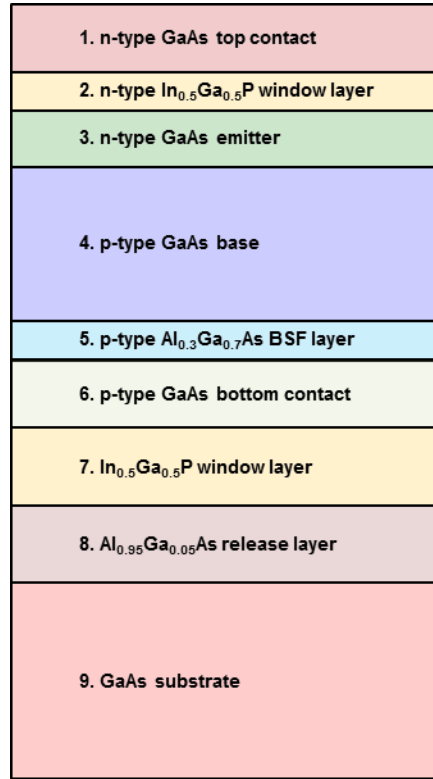 1. n-type GaAs top contact
2. n-type In₀.₅Ga₀.₅P window layer
3. n-type GaAs emitter
4. p-type GaAs base
5. p-type Al₀.₃Ga₀.₇As BSF layer
6. p-type GaAs bottom contact
7. In₀.₅Ga₀.₅P window layer
8. Al₀.₉₅Ga₀.₀₅As release layer
9. GaAs substrate